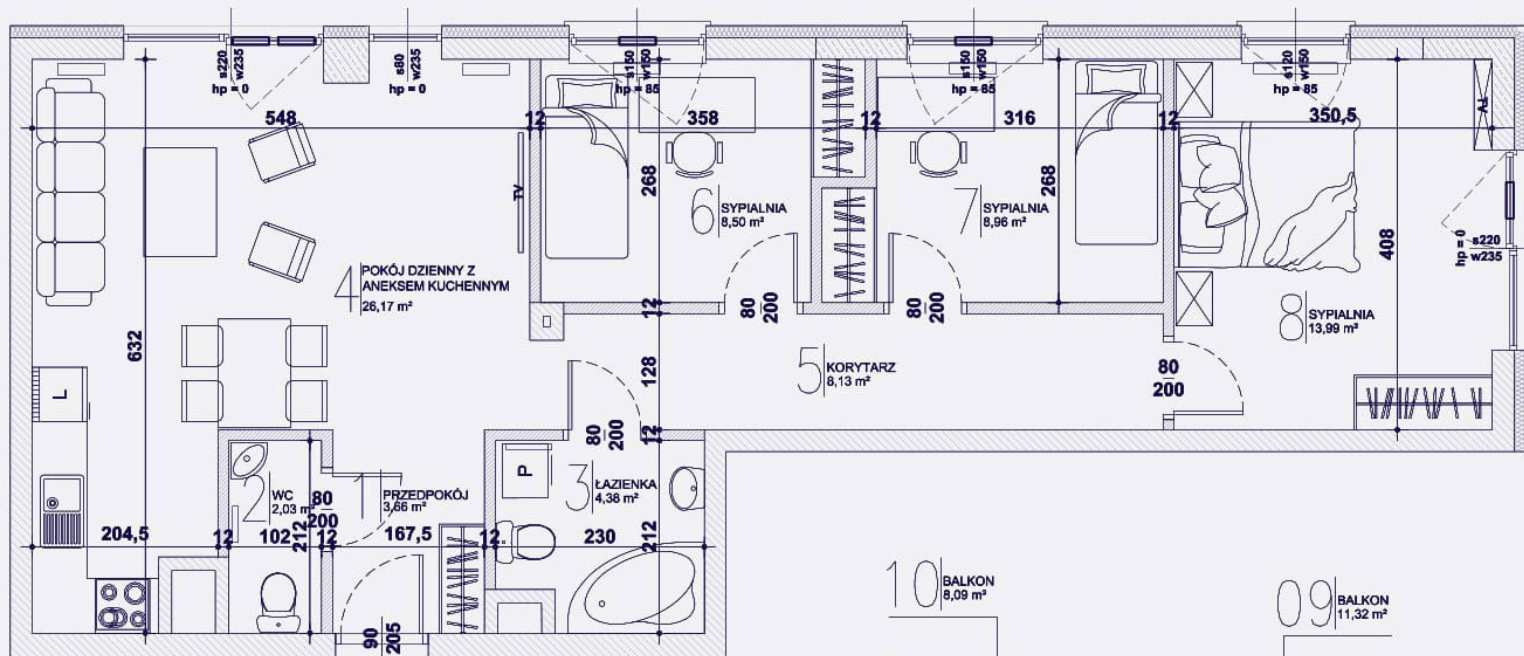 s220
w235
hp = 0
s80
w235
hp = 0
s150
w150
hp = 85
s150
w150
hp = 85
s120
w150
hp = 85
548
12
358
12
316
12
350,5
TV
TV
268
268
6
SYPIALNIA
8,50 m²
7
SYPIALNIA
8,96 m²
408
hp = 0
s220
w235
4
POKÓJ DZIENNY Z
ANEKSEM KUCHENNYM
26,17 m²
632
12
80
200
80
200
8
SYPIALNIA
13,99 m²
128
5
KORYTARZ
8,13 m²
80
200
L
12
80
200
P
3
ŁAZIENKA
4,38 m²
2
WC
2,03 m²
80
200
1
PRZEDPOKÓJ
3,66 m²
212
212
204,5
12
102
12
167,5
12
230
90
205
10
BALKON
8,09 m²
09
BALKON
11,32 m²